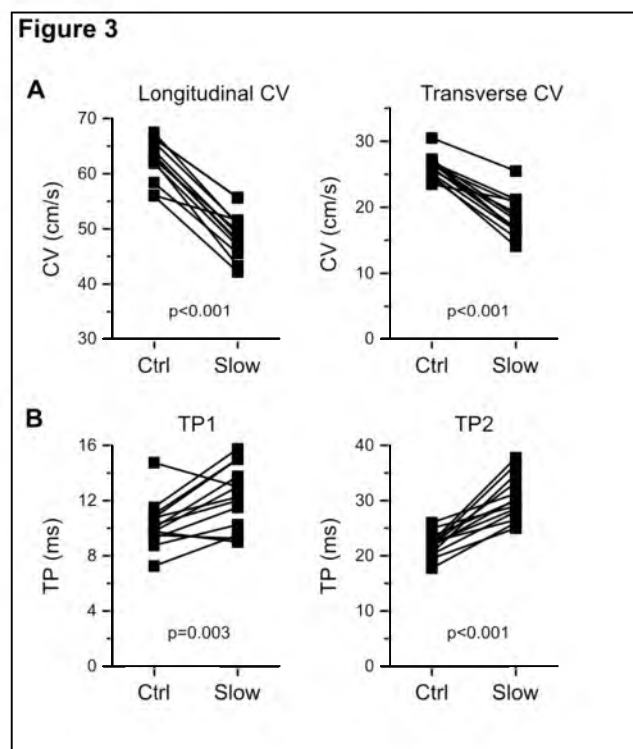 Figure 3
A
Longitudinal CV
Transverse CV
CV (cm/s)
70
60
50
40
30
p<0.001
Ctrl
Slow
CV (cm/s)
30
20
10
0
p<0.001
Ctrl
Slow
B
TP1
TP2
TP (ms)
16
12
8
4
0
p=0.003
Ctrl
Slow
TP (ms)
40
30
20
10
0
p<0.001
Ctrl
Slow